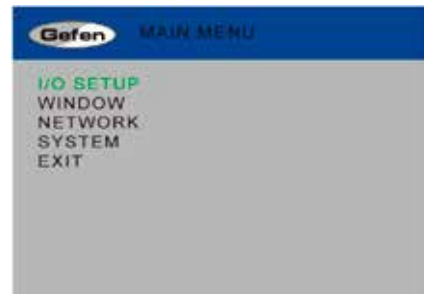 Gefen MAIN MENU
I/O SETUP
WINDOW
NETWORK
SYSTEM
EXIT